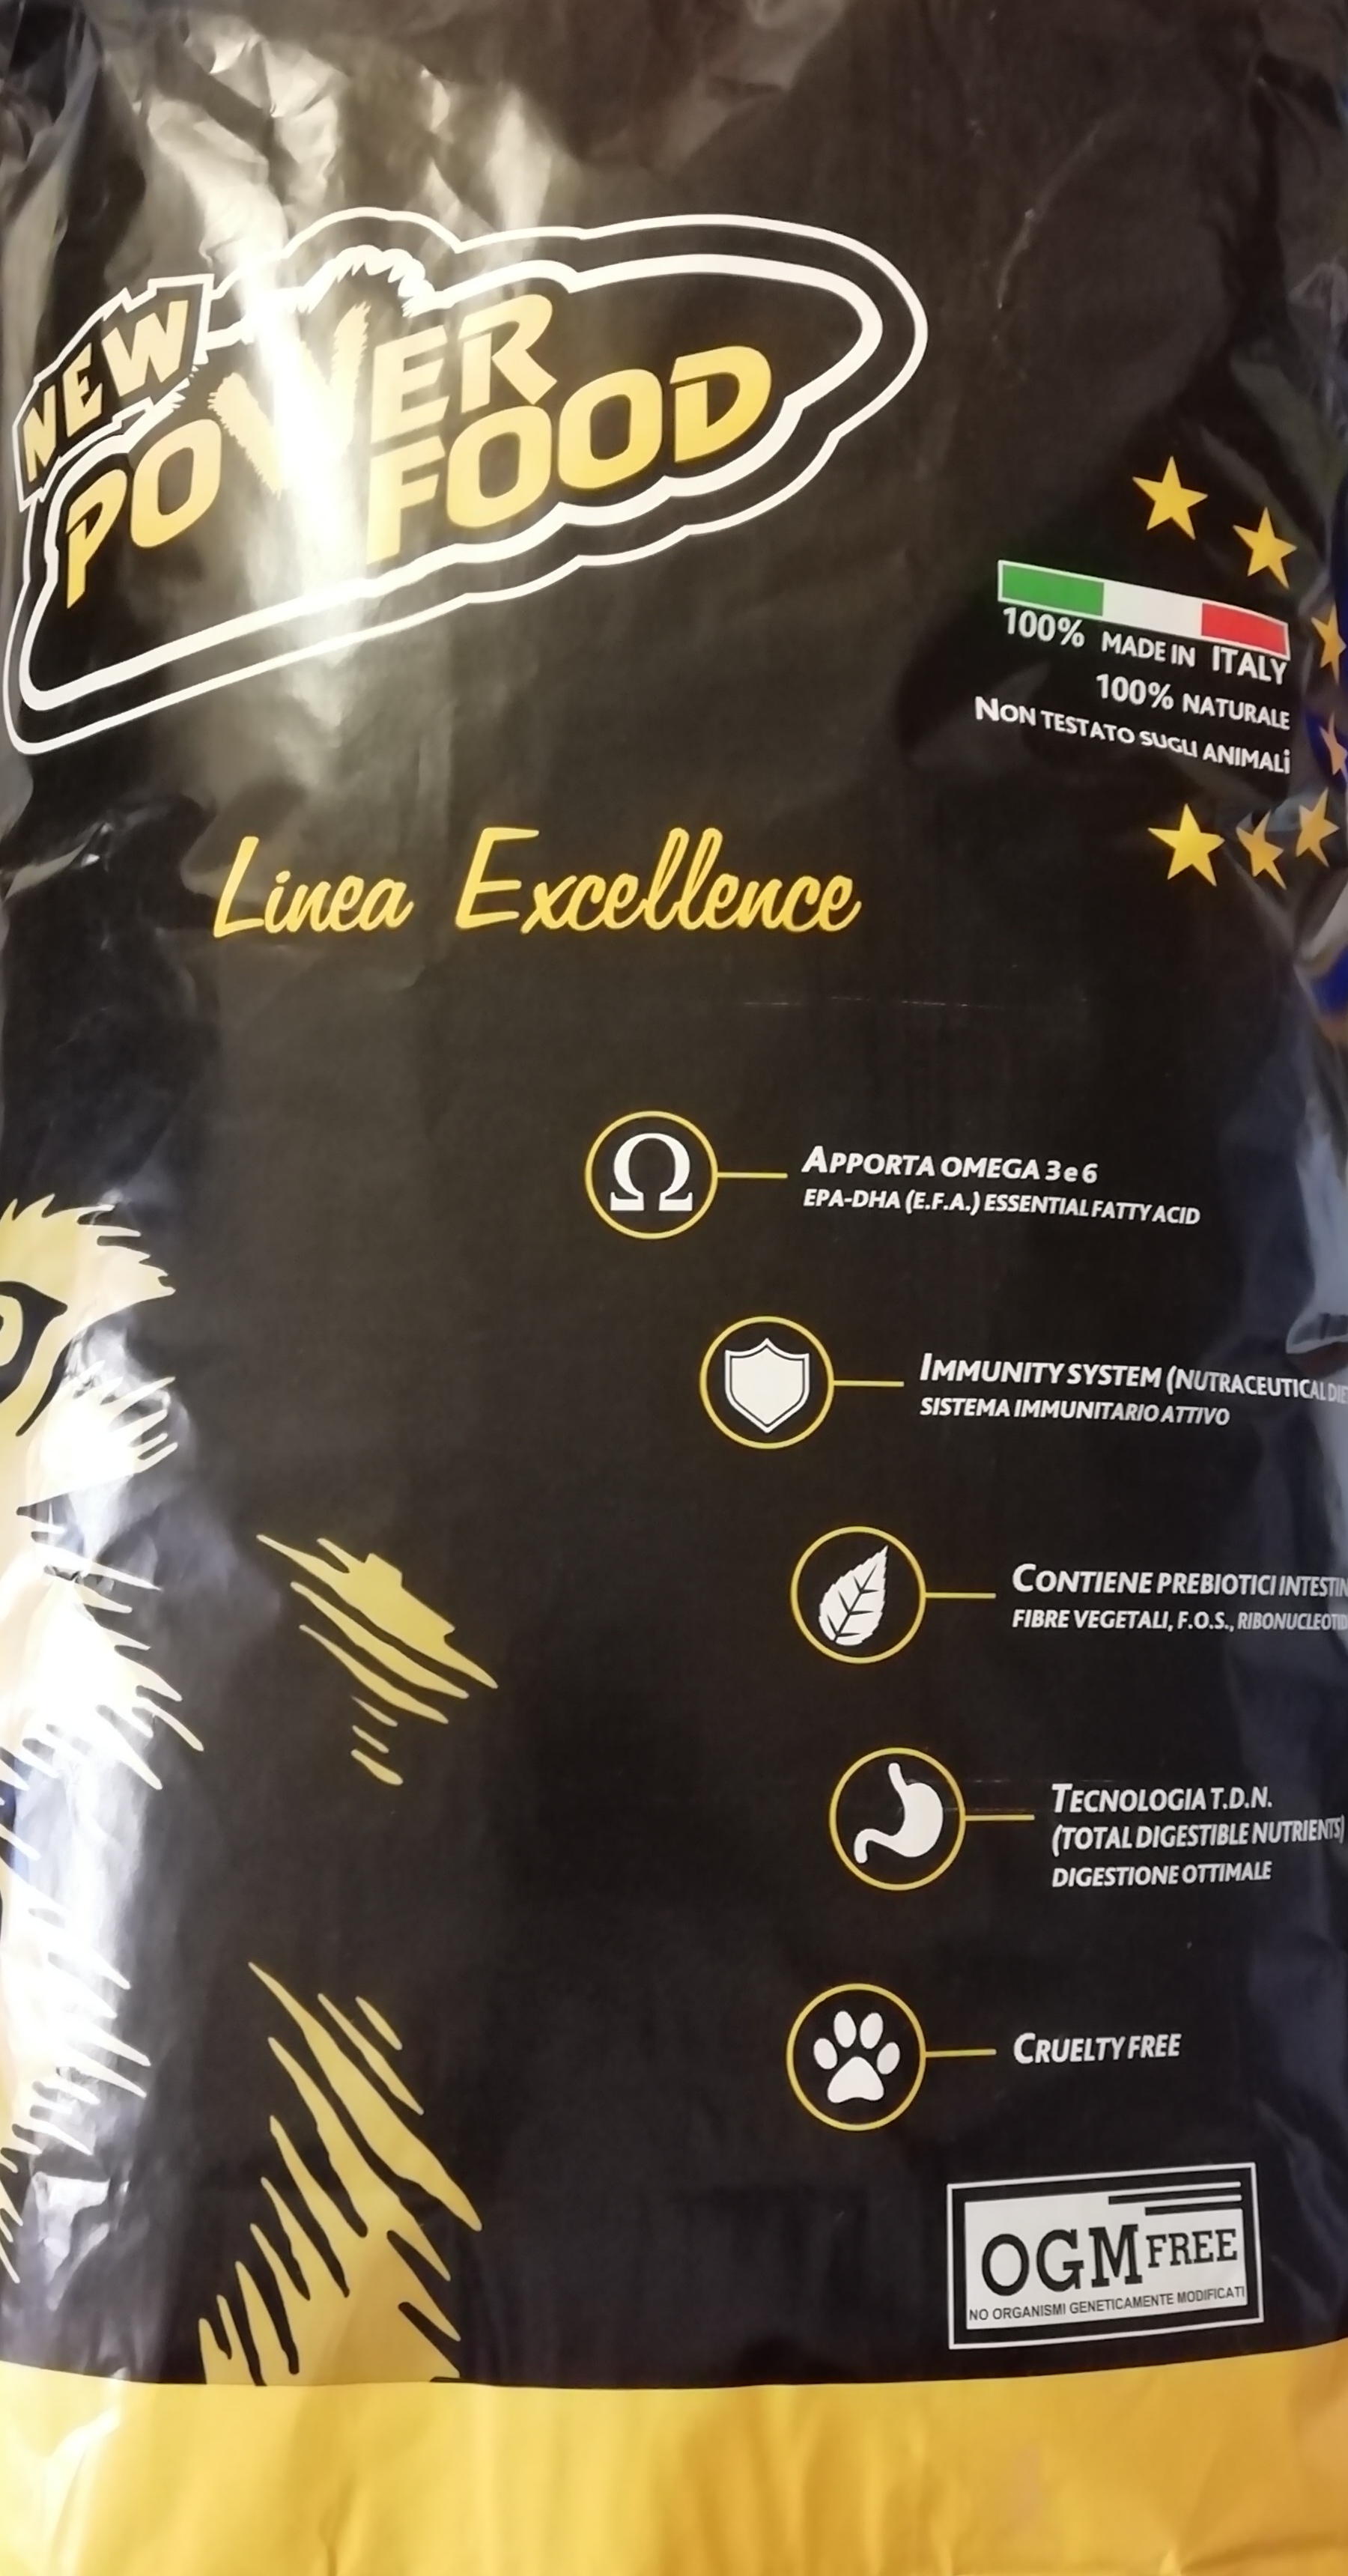 NEW
POWER
FOOD
100% MADE IN ITALY
100% NATURALE
NON TESTATO SUGLI ANIMALi
Linea Excellence
Ω
APPORTA OMEGA 3 e 6
EPA-DHA (E.F.A.) ESSENTIAL FATTY ACID
IMMUNITY SYSTEM (NUTRACEUTICAL
SISTEMA IMMUNITARIO ATTIVO
CONTIENE PREBIOTICI
FIBRE VEGETALI, F.O.S.,
TECNOLOGIA T.D.N.
(TOTAL DIGESTIBLE NUTRIENTS)
DIGESTIONE OTTIMALE
CRUELTY FREE
OGM FREE
NO ORGANISMI GENETICAMENTE MODIFICATI